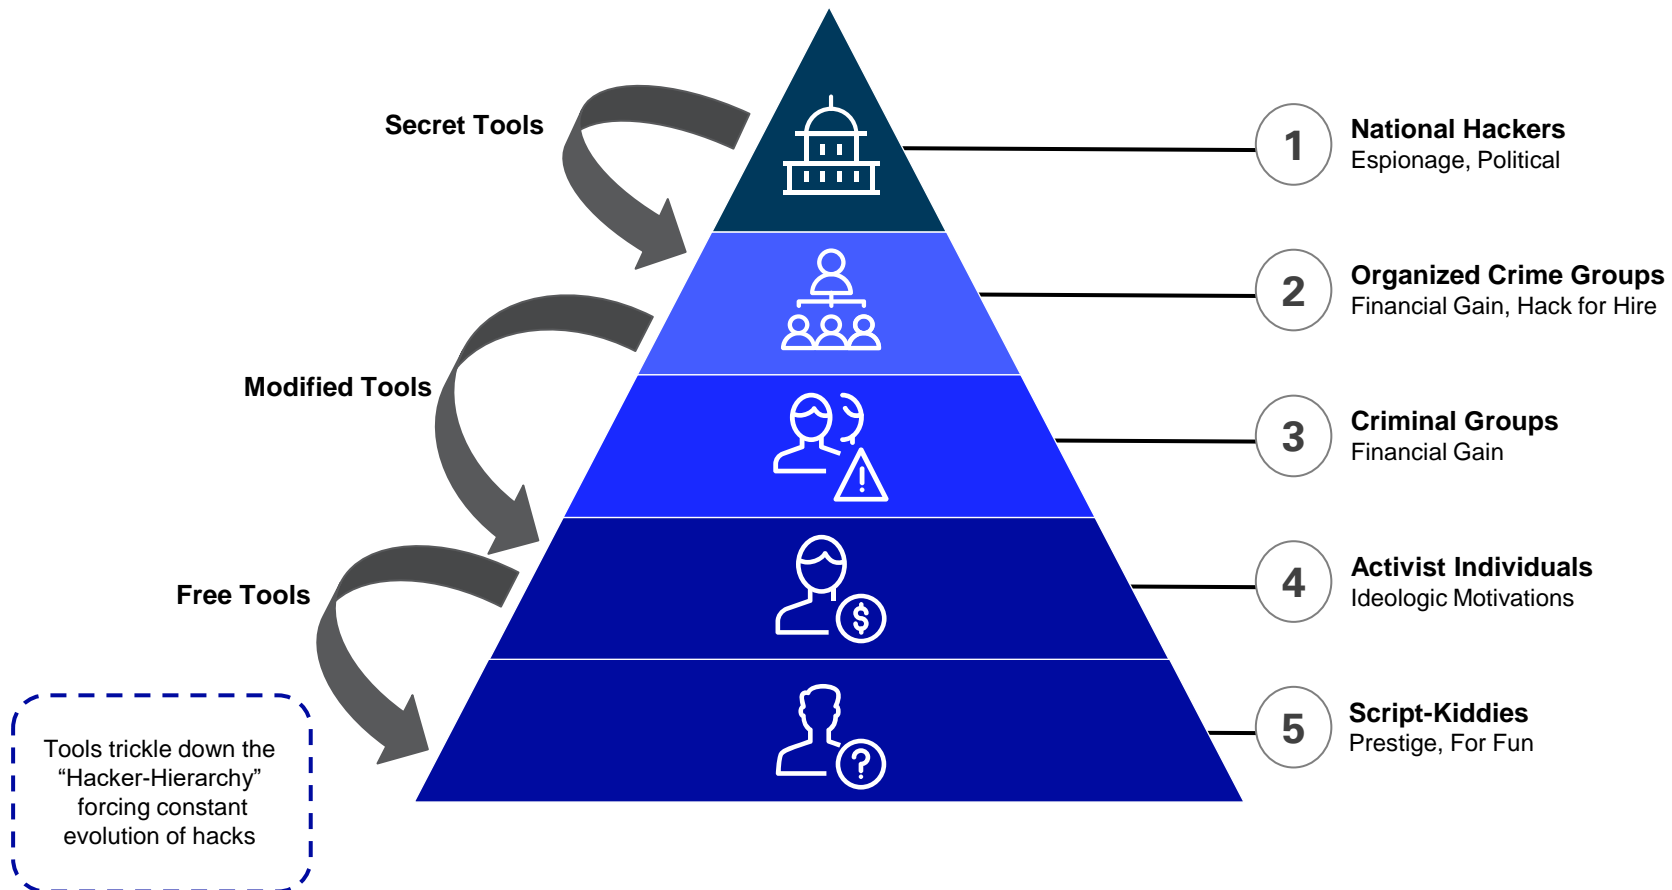 Secret Tools
1
National Hackers
Espionage, Political
2
Organized Crime Groups
Financial Gain, Hack for Hire
Modified Tools
3
Criminal Groups
Financial Gain
!
Free Tools
4
Activist Individuals
Ideologic Motivations
$
5
Script-Kiddies
Prestige, For Fun
?
Tools trickle down the
“Hacker-Hierarchy”
forcing constant
evolution of hacks